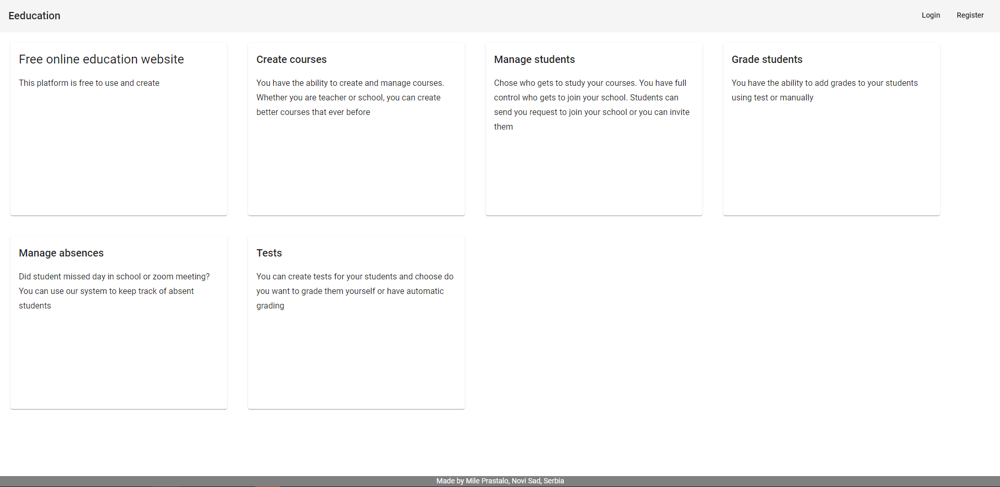 Eeducation
Login
Register
Free online education website
This platform is free to use and create
Create courses
You have the ability to create and manage courses.
Whether you are teacher or school, you can create
better courses that ever before
Manage students
Chose who gets to study your courses. You have full
control who gets to join your school. Students can
send you request to join your school or you can invite
them
Grade students
You have the ability to add grades to your students
using test or manually
Manage absences
Did student missed day in school or zoom meeting?
You can use our system to keep track of absent
students
Tests
You can create tests for your students and choose do
you want to grade them yourself or have automatic
grading
Made by Mile Prastalo, Novi Sad, Serbia